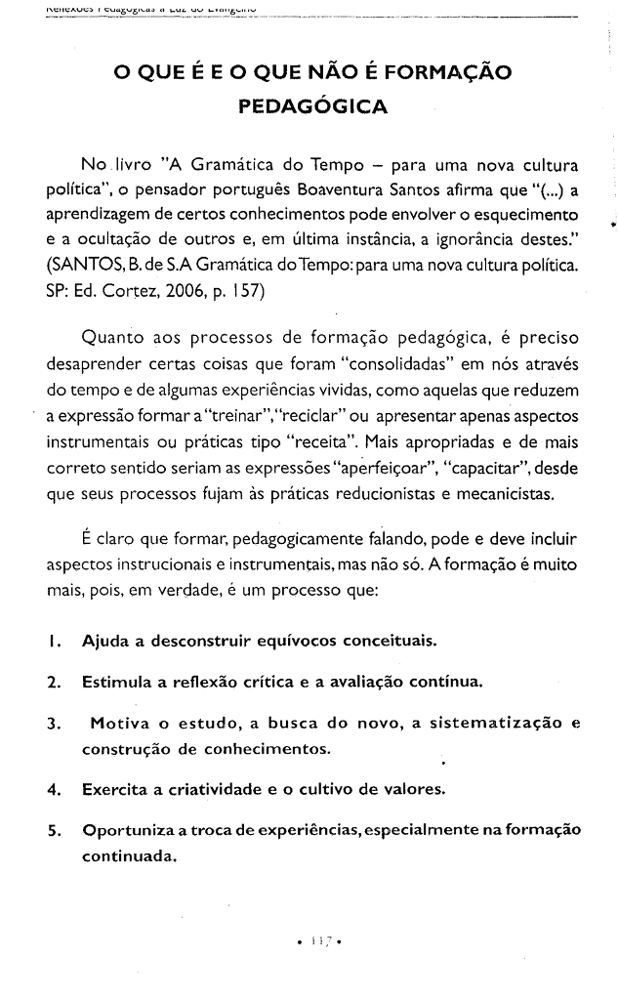 Reflexões Pedagógicas à Luz do Evangelho
O QUE É E O QUE NÃO É FORMAÇÃO
PEDAGÓGICA
No livro "A Gramática do Tempo – para uma nova cultura
política", o pensador português Boaventura Santos afirma que "(...) a
aprendizagem de certos conhecimentos pode envolver o esquecimento
e a ocultação de outros e, em última instância, a ignorância destes."
(SANTOS, B. de S. A Gramática do Tempo: para uma nova cultura política.
SP: Ed. Cortez, 2006, p. 157)
Quanto aos processos de formação pedagógica, é preciso
desaprender certas coisas que foram "consolidadas" em nós através
do tempo e de algumas experiências vividas, como aquelas que reduzem
a expressão formar a "treinar", "reciclar" ou apresentar apenas aspectos
instrumentais ou práticas tipo "receita". Mais apropriadas e de mais
correto sentido seriam as expressões "aperfeiçoar", "capacitar", desde
que seus processos fujam às práticas reducionistas e mecanicistas.
É claro que formar, pedagogicamente falando, pode e deve incluir
aspectos instrucionais e instrumentais, mas não só. A formação é muito
mais, pois, em verdade, é um processo que:
1. Ajuda a desconstruir equívocos conceituais.
2. Estimula a reflexão crítica e a avaliação contínua.
3. Motiva o estudo, a busca do novo, a sistematização e
construção de conhecimentos.
4. Exercita a criatividade e o cultivo de valores.
5. Oportuniza a troca de experiências, especialmente na formação
continuada.
• 117 •